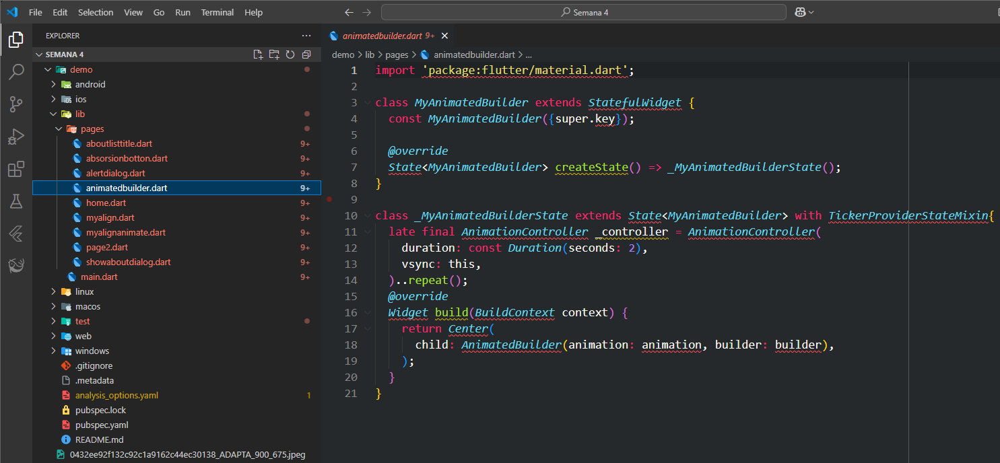 File Edit Selection View Go Run Terminal Help
Semana 4
EXPLORER
SEMANA 4
demo
android
ios
lib
pages
aboutlisttitle.dart 9+
absorsionbotton.dart 9+
alertdialog.dart 9+
animatedbuilder.dart 9+
home.dart 9+
myalign.dart 9+
myalignanimate.dart 9+
page2.dart 9+
showaboutdialog.dart 9+
main.dart 9+
linux
macos
test
web
windows
.gitignore
.metadata
analysis_options.yaml 1
pubspec.lock
pubspec.yaml
README.md
0432ee92f132c92c1a9162c44ec30138_ADAPTA_900_675.jpeg
animatedbuilder.dart 9+
demo > lib > pages > animatedbuilder.dart > ...
1 import 'package:flutter/material.dart';
2
3 class MyAnimatedBuilder extends StatefulWidget {
4   const MyAnimatedBuilder({super.key});
5
6   @override
7   State<MyAnimatedBuilder> createState() => _MyAnimatedBuilderState();
8 }
9
10 class _MyAnimatedBuilderState extends State<MyAnimatedBuilder> with TickerProviderStateMixin{
11   late final AnimationController _controller = AnimationController(
12     duration: const Duration(seconds: 2),
13     vsync: this,
14   )..repeat();
15   @override
16   Widget build(BuildContext context) {
17     return Center(
18       child: AnimatedBuilder(animation: animation, builder: builder),
19     );
20   }
21 }